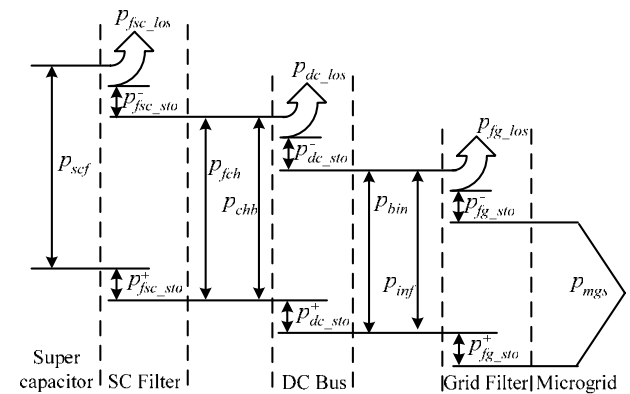 p_fsc_los
p⁻_fsc_sto
p_dc_los
p⁻_dc_sto
p_fg_los
p_scf
p_fch
p_chb
p_bin
p⁻_fg_sto
p_inf
p_mgs
p⁺_fsc_sto
p⁺_dc_sto
p⁺_fg_sto
Super
capacitor
SC Filter
DC Bus
Grid Filter
Microgrid